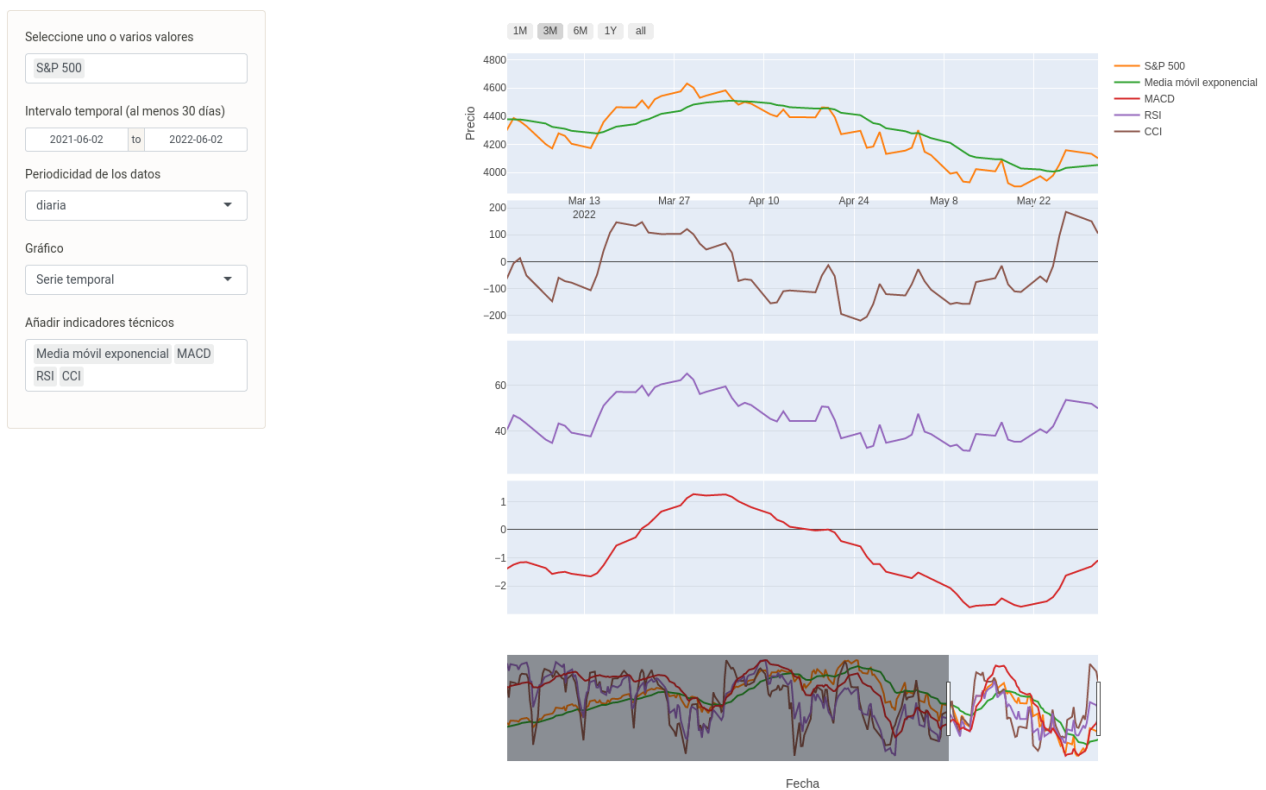 Seleccione uno o varios valores
S&P 500
Intervalo temporal (al menos 30 días)
2021-06-02 to 2022-06-02
Periodicidad de los datos
diaria
Gráfico
Serie temporal
Añadir indicadores técnicos
Media móvil exponencial MACD
RSI CCI
1M 3M 6M 1Y all
4800
4600
4400
4200
4000
Precio
Mar 13 Mar 27 Apr 10 Apr 24 May 8 May 22
2022
200
100
0
−100
−200
60
40
1
0
−1
−2
Fecha
S&P 500
Media móvil exponencial
MACD
RSI
CCI